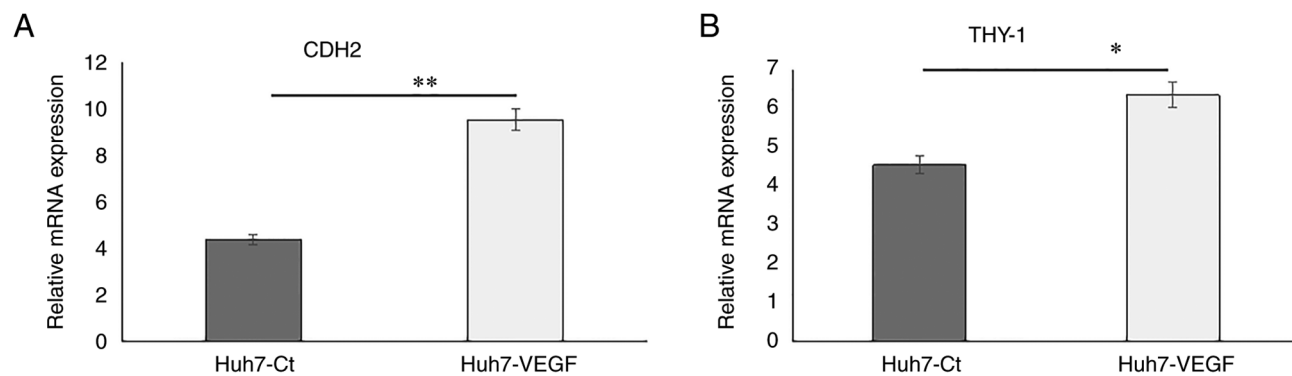 A
CDH2
**
Relative mRNA expression
12
10
8
6
4
2
0
Huh7-Ct
Huh7-VEGF
B
THY-1
*
Relative mRNA expression
7
6
5
4
3
2
1
0
Huh7-Ct
Huh7-VEGF